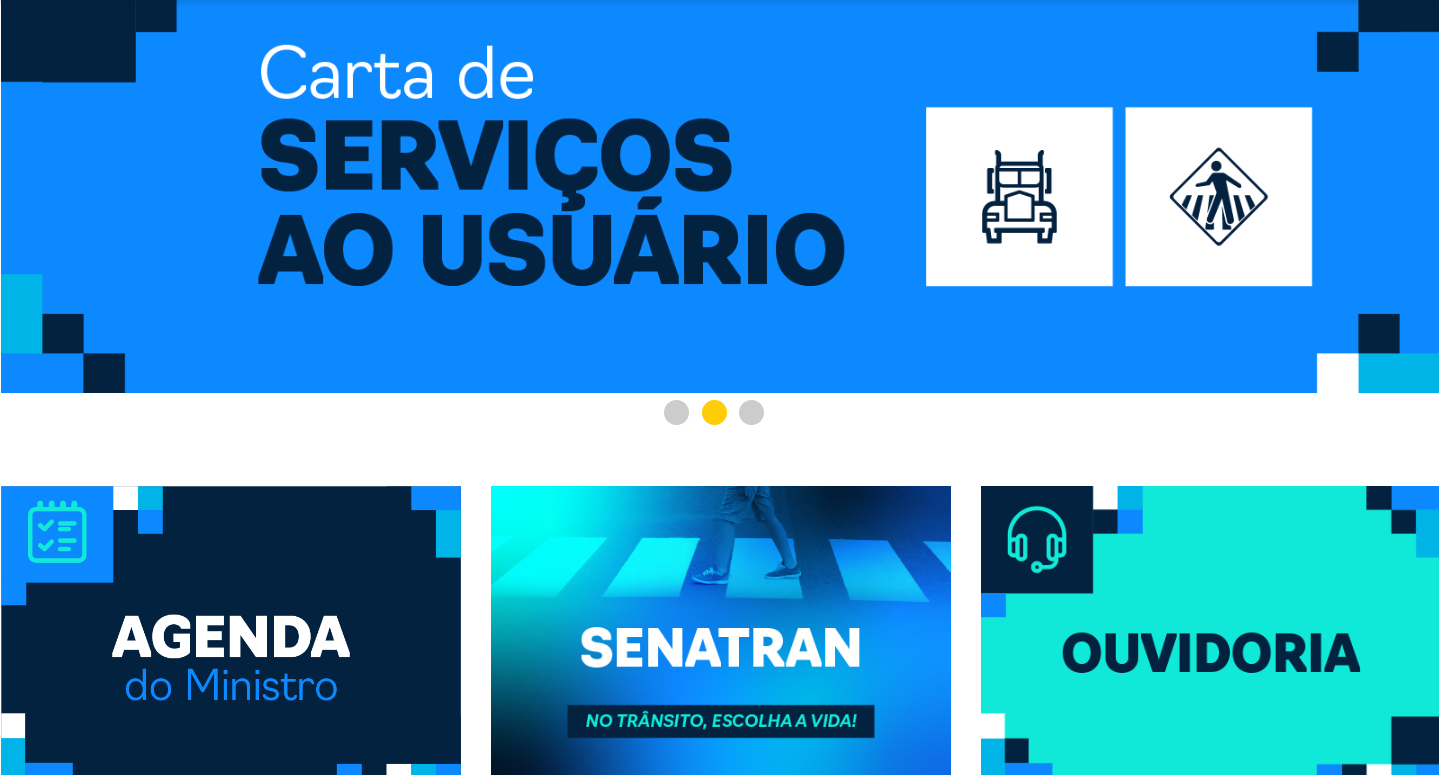 Carta de
SERVIÇOS
AO USUÁRIO
AGENDA
do Ministro
SENATRAN
NO TRÂNSITO, ESCOLHA A VIDA!
OUVIDORIA